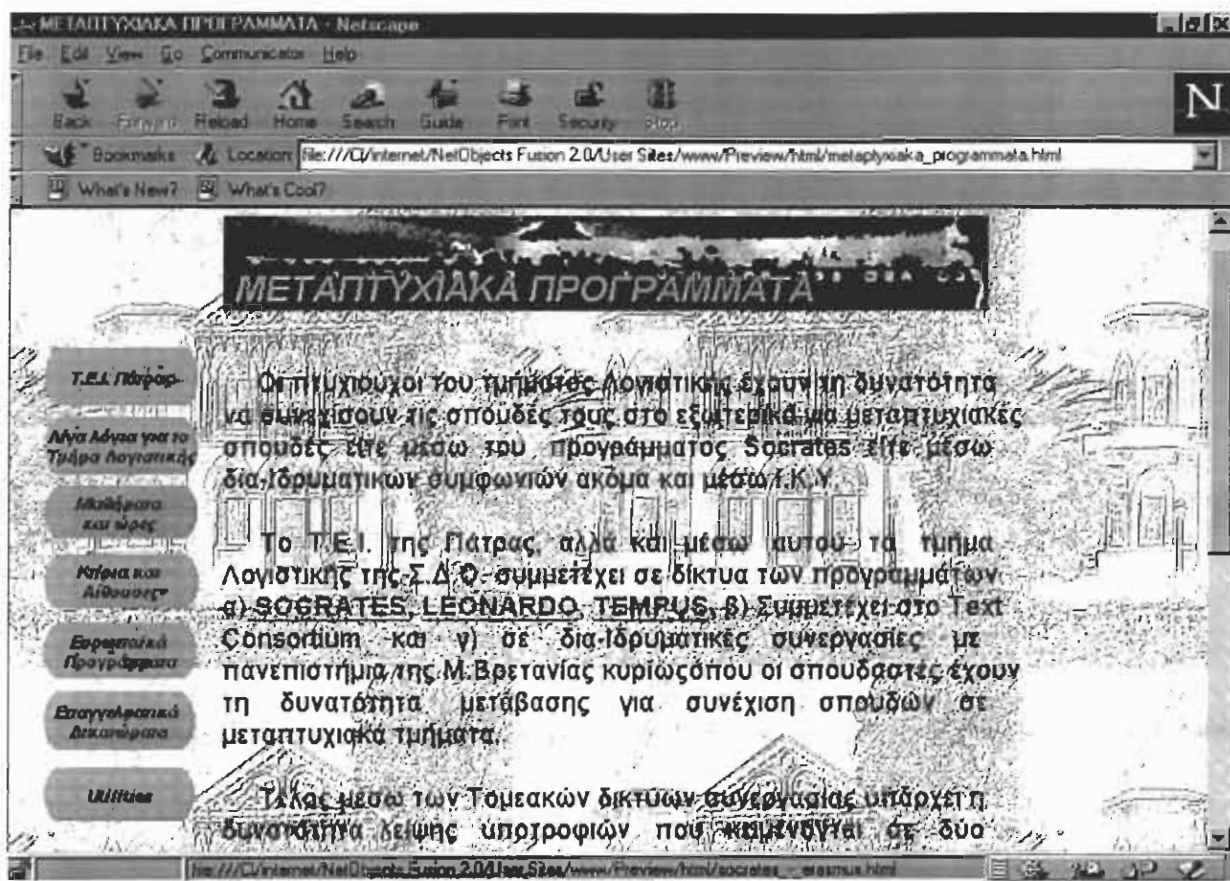 ΜΕΤΑΠΤΥΧΙΑΚΑ ΠΡΟΓΡΑΜΜΑΤΑ - Netscape
File Edit View Go Communicator Help
Back Forward Reload Home Search Guide Print Security Stop
Bookmarks Location: file:///C|/internet/NetObjects Fusion 2.0/User Sites/www/Preview/html/metaptyxiaka_programmata.html
What's New? What's Cool?
ΜΕΤΑΠΤΥΧΙΑΚΑ ΠΡΟΓΡΑΜΜΑΤΑ
Τ.Ε.Ι. Πάτρας
Λίγα Λόγια για το
Τμήμα Λογιστικής
Μαθήματα
και ώρες
Κτίρια και
Αίθουσες
Ευρωπαϊκά
Προγράμματα
Επαγγελματικά
Δικαιώματα
Utilities
Οι πτυχιούχοι του τμήματος Λογιστικής έχουν τη δυνατότητα
να συνεχίσουν τις σπουδές τους στο εξωτερικό για μεταπτυχιακές
σπουδές είτε μέσω του προγράμματος Socrates είτε μέσω
δια-Ιδρυματικών συμφωνιών ακόμα και μέσω Ι.Κ.Υ.
Το Τ.Ε.Ι. της Πάτρας, αλλά και μέσω αυτού το τμήμα
Λογιστικής της Σ.Δ.Ο. συμμετέχει σε δίκτυα των προγραμμάτων
α) SOCRATES, LEONARDO, TEMPUS, β) Συμμετέχει στο Text
Consortium και γ) σε δια-Ιδρυματικές συνεργασίες με
πανεπιστήμια της Μ.Βρετανίας κυρίωςόπου οι σπουδαστές έχουν
τη δυνατότητα μετάβασης για συνέχιση σπουδών σε
μεταπτυχιακά τμήματα.
Τέλος μέσω των Τομεακών δικτύων συνεργασίας υπάρχει η
δυνατότητα λείψης υποτροφιών που κυμένονται σε δύο
file:///C|/internet/NetObjects Fusion 2.0/User Sites/www/Preview/html/socrates_-_erasmus.html